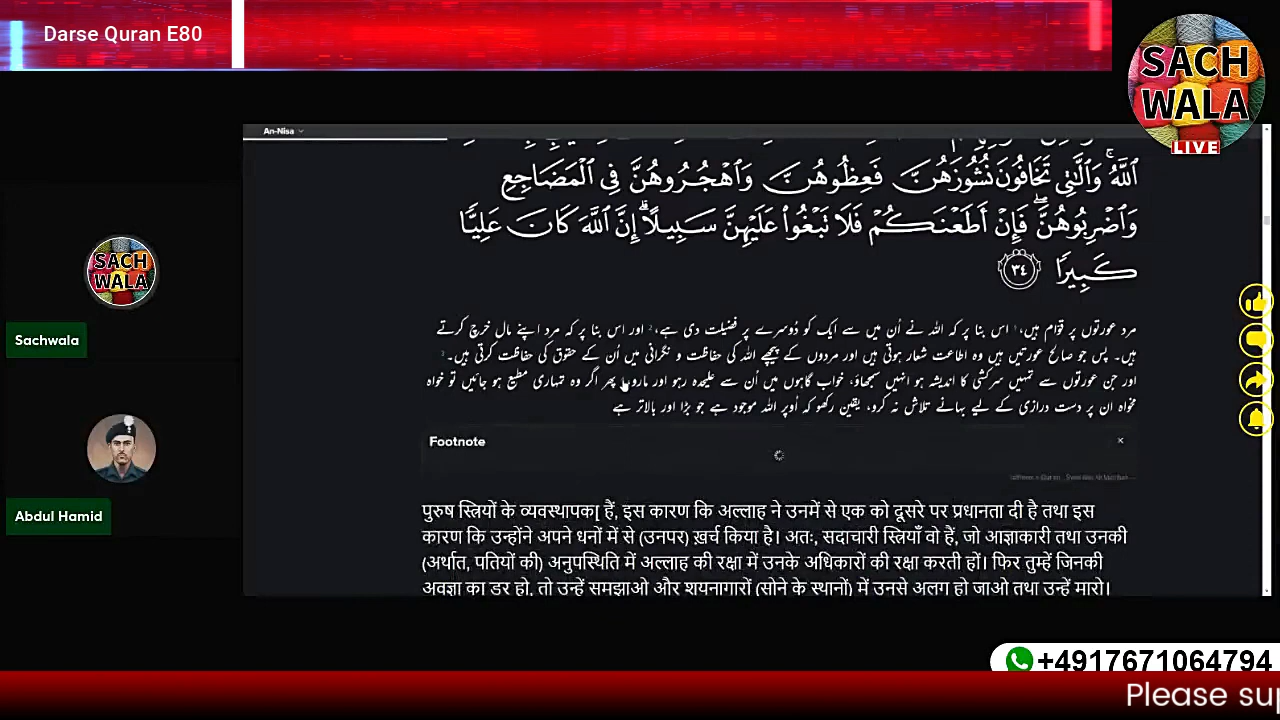 Darse Quran E80
SACH
WALA
LIVE
An-Nisa
ٱللَّهُۚ وَٱلَّٰتِى تَخَافُونَ نُشُوزَهُنَّ فَعِظُوهُنَّ وَٱهْجُرُوهُنَّ فِى ٱلْمَضَاجِعِ
وَٱضْرِبُوهُنَّۖ فَإِنْ أَطَعْنَكُمْ فَلَا تَبْغُوا۟ عَلَيْهِنَّ سَبِيلًاۗ إِنَّ ٱللَّهَ كَانَ عَلِيًّا
كَبِيرًا ٣٤
مرد عورتوں پر قوّام ہیں، ۱ اس بنا پر کہ اللہ نے اُن میں سے ایک کو دُوسرے پر فضیلت دی ہے، ۲ اور اس بنا پر کہ مرد اپنے مال خرچ کرتے
ہیں۔ پس جو صالح عورتیں ہیں وہ اطاعت شعار ہوتی ہیں اور مردوں کے پیچھے اللہ کی حفاظت و نگرانی میں اُن کے حقوق کی حفاظت کرتی ہیں۔ ۳
اور جن عورتوں سے تمہیں سرکشی کا اندیشہ ہو انہیں سمجھاؤ، خواب گاہوں میں اُن سے علیحدہ رہو اور مارو، پھر اگر وہ تمہاری مطیع ہو جائیں تو خواہ
مخواہ ان پر دست درازی کے لیے بہانے تلاش نہ کرو، یقین رکھو کہ اُوپر اللہ موجود ہے جو بڑا اور بالاتر ہے
Footnote ×
पुरुष स्त्रियों के व्यवस्थापक[ हैं, इस कारण कि अल्लाह ने उनमें से एक को दूसरे पर प्रधानता दी है तथा इस
कारण कि उन्होंने अपने धनों में से (उनपर) ख़र्च किया है। अतः, सदाचारी स्त्रियाँ वो हैं, जो आज्ञाकारी तथा उनकी
(अर्थात, पतियों की) अनुपस्थिति में अल्लाह की रक्षा में उनके अधिकारों की रक्षा करती हों। फिर तुम्हें जिनकी
अवज्ञा का डर हो, तो उन्हें समझाओ और शयनागारों (सोने के स्थानों) में उनसे अलग हो जाओ तथा उन्हें मारो।
SACH
WALA
Sachwala
Abdul Hamid
+4917671064794
Please su